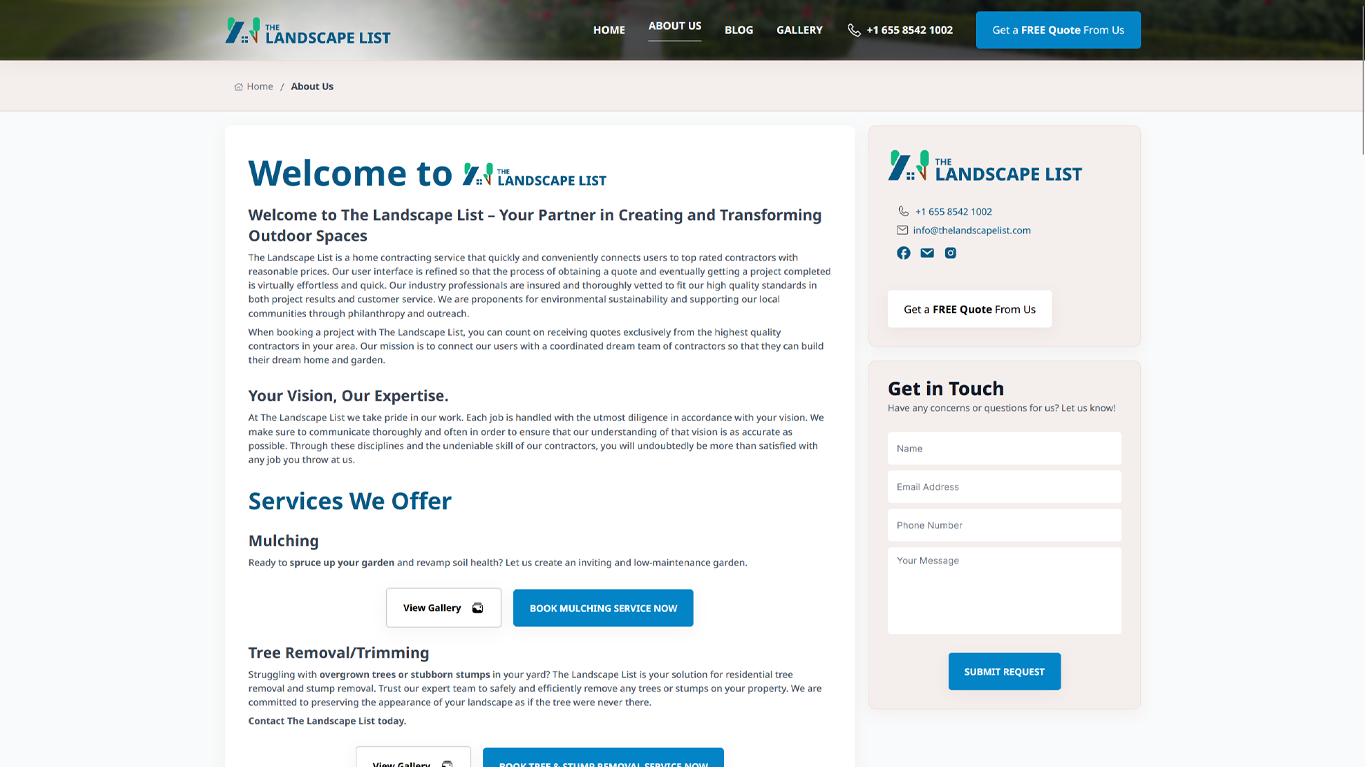 THE
LANDSCAPE LIST
HOME
ABOUT US
BLOG
GALLERY
+1 655 8542 1002
Get a FREE Quote From Us
Home / About Us
Welcome to THE LANDSCAPE LIST
Welcome to The Landscape List – Your Partner in Creating and Transforming
Outdoor Spaces
The Landscape List is a home contracting service that quickly and conveniently connects users to top rated contractors with
reasonable prices. Our user interface is refined so that the process of obtaining a quote and eventually getting a project completed
is virtually effortless and quick. Our industry professionals are insured and thoroughly vetted to fit our high quality standards in
both project results and customer service. We are proponents for environmental sustainability and supporting our local
communities through philanthropy and outreach.
When booking a project with The Landscape List, you can count on receiving quotes exclusively from the highest quality
contractors in your area. Our mission is to connect our users with a coordinated dream team of contractors so that they can build
their dream home and garden.
Your Vision, Our Expertise.
At The Landscape List we take pride in our work. Each job is handled with the utmost diligence in accordance with your vision. We
make sure to communicate thoroughly and often in order to ensure that our understanding of that vision is as accurate as
possible. Through these disciplines and the undeniable skill of our contractors, you will undoubtedly be more than satisfied with
any job you throw at us.
Services We Offer
Mulching
Ready to spruce up your garden and revamp soil health? Let us create an inviting and low-maintenance garden.
View Gallery
BOOK MULCHING SERVICE NOW
Tree Removal/Trimming
Struggling with overgrown trees or stubborn stumps in your yard? The Landscape List is your solution for residential tree
removal and stump removal. Trust our expert team to safely and efficiently remove any trees or stumps on your property. We are
committed to preserving the appearance of your landscape as if the tree were never there.
Contact The Landscape List today.
View Gallery
BOOK TREE & STUMP REMOVAL SERVICE NOW
THE
LANDSCAPE LIST
+1 655 8542 1002
info@thelandscapelist.com
Get a FREE Quote From Us
Get in Touch
Have any concerns or questions for us? Let us know!
Name
Email Address
Phone Number
Your Message
SUBMIT REQUEST